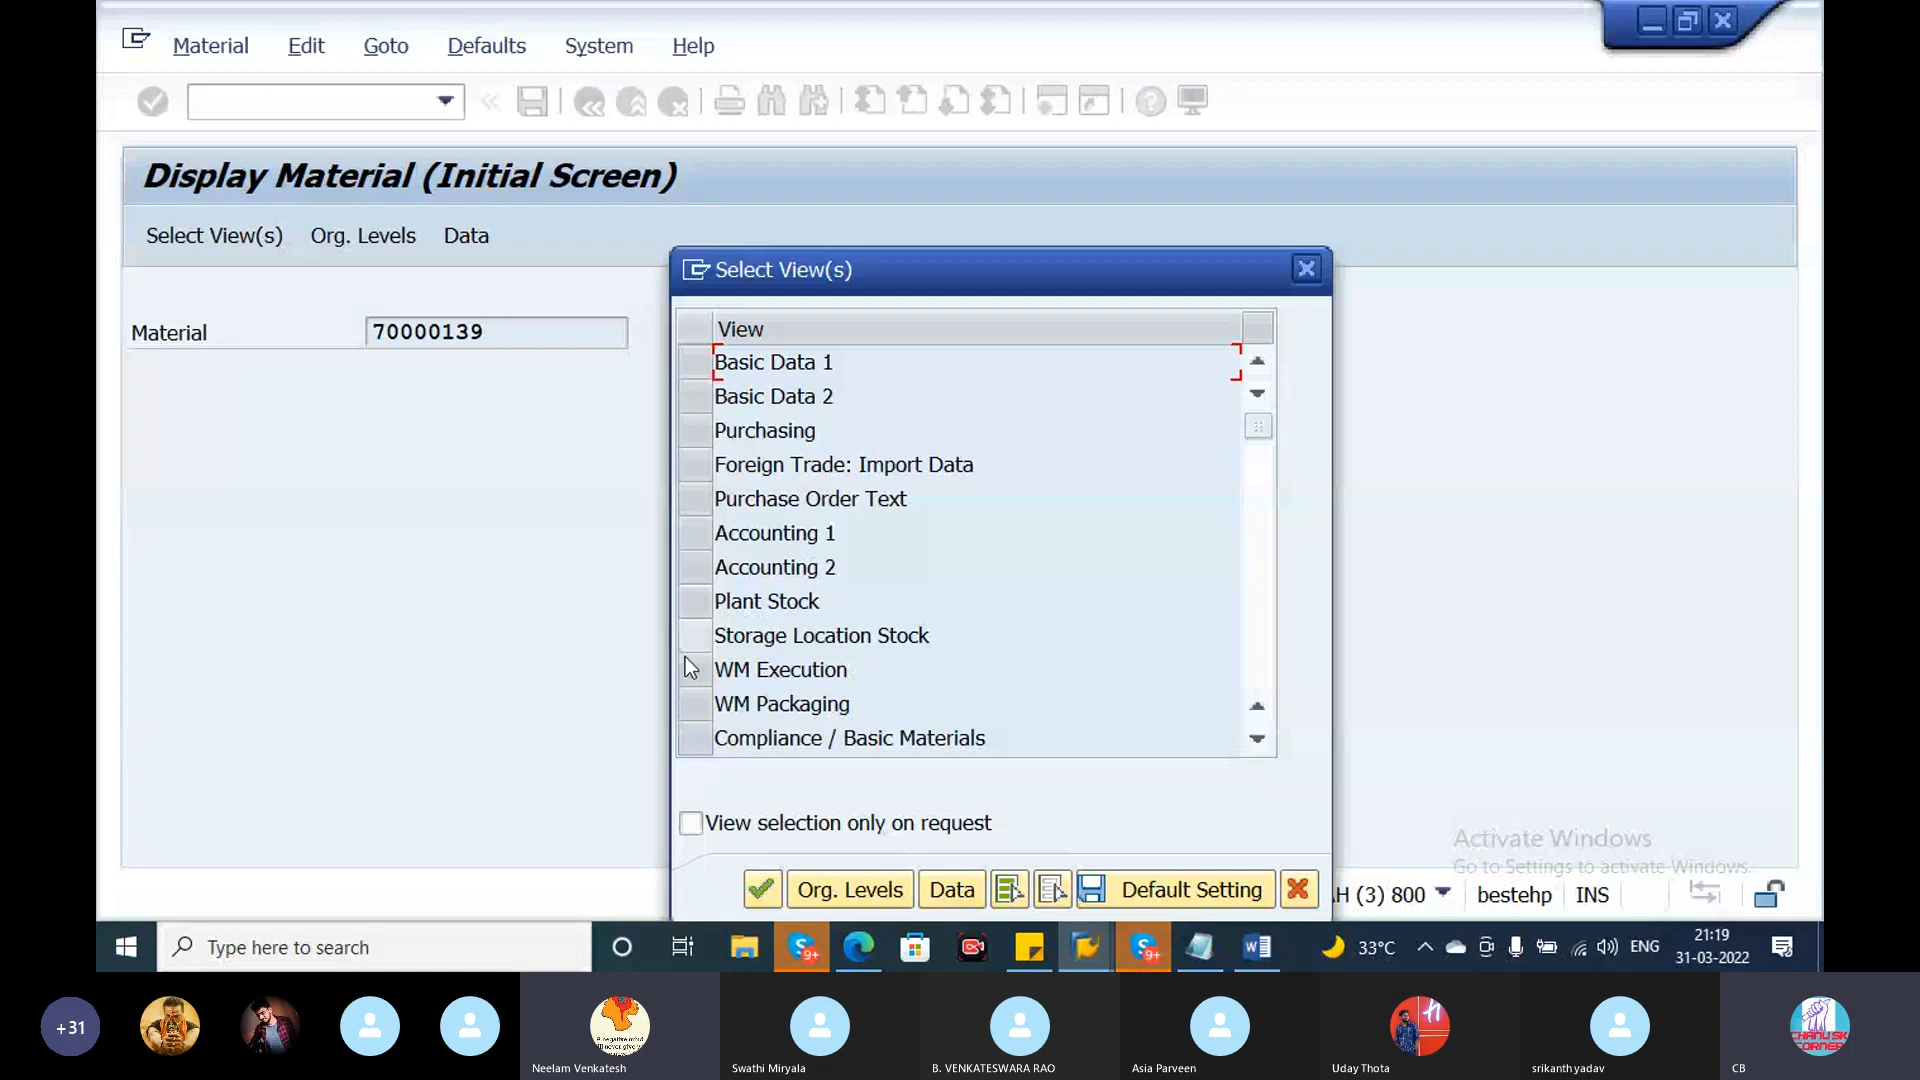 Material Edit Goto Defaults System Help
Display Material (Initial Screen)
Select View(s) Org. Levels Data
Select View(s)
Material 70000139
View
Basic Data 1
Basic Data 2
Purchasing
Foreign Trade: Import Data
Purchase Order Text
Accounting 1
Accounting 2
Plant Stock
Storage Location Stock
WM Execution
WM Packaging
Compliance / Basic Materials
View selection only on request
Activate Windows
Go to Settings to activate Windows.
Org. Levels Data Default Setting
(3) 800 bestehp INS
Type here to search
9+
9+
33°C
ENG
21:19
31-03-2022
+31
Neelam Venkatesh
Swathi Miryala
B. VENKATESWARA RAO
Asia Parveen
Uday Thota
srikanth yadav
CB